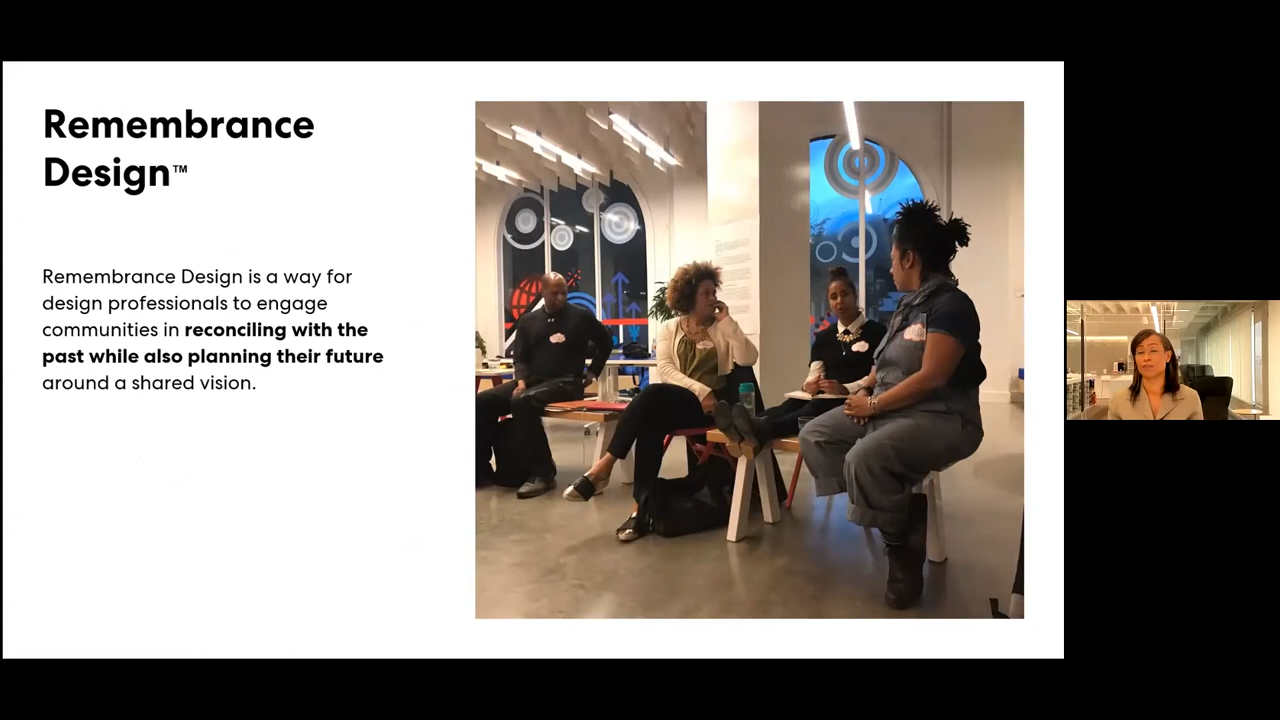 Remembrance
Design™
Remembrance Design is a way for
design professionals to engage
communities in reconciling with the
past while also planning their future
around a shared vision.